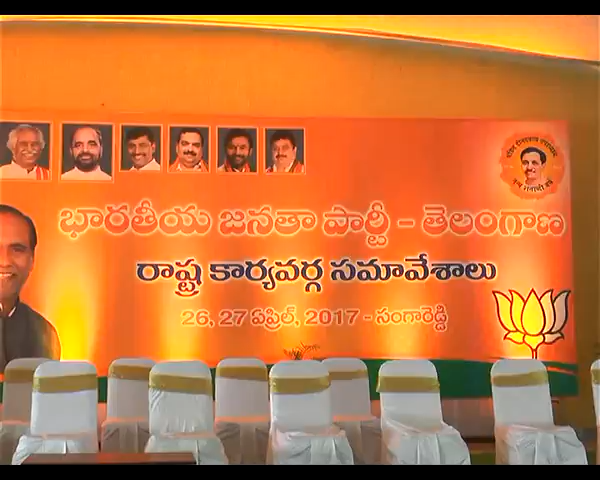 భారతీయ జనతా పార్టీ - తెలంగాణ
రాష్ట్ర కార్యవర్గ సమావేశాలు
26, 27 ఏప్రిల్, 2017 - సంగారెడ్డి